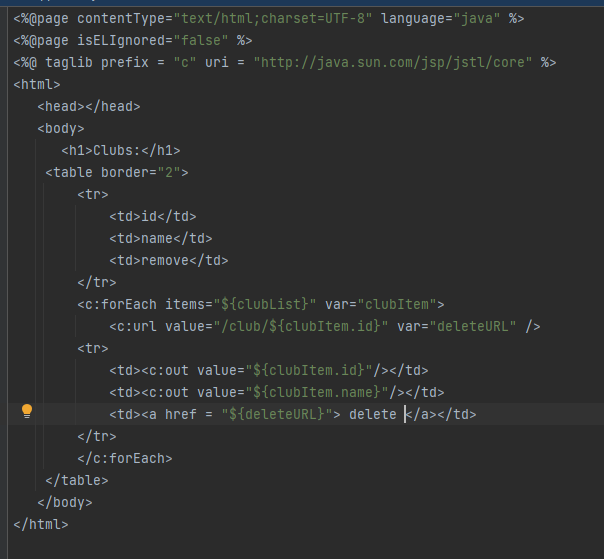 <%@page contentType="text/html;charset=UTF-8" language="java" %>
<%@page isELIgnored="false" %>
<%@ taglib prefix = "c" uri = "http://java.sun.com/jsp/jstl/core" %>
<html>
   <head></head>
   <body>
      <h1>Clubs:</h1>
    <table border="2">
        <tr>
            <td>id</td>
            <td>name</td>
            <td>remove</td>
        </tr>
        <c:forEach items="${clubList}" var="clubItem">
            <c:url value="/club/${clubItem.id}" var="deleteURL" />
        <tr>
            <td><c:out value="${clubItem.id}"/></td>
            <td><c:out value="${clubItem.name}"/></td>
            <td><a href = "${deleteURL}"> delete </a></td>
        </tr>
        </c:forEach>
    </table>
   </body>
</html>